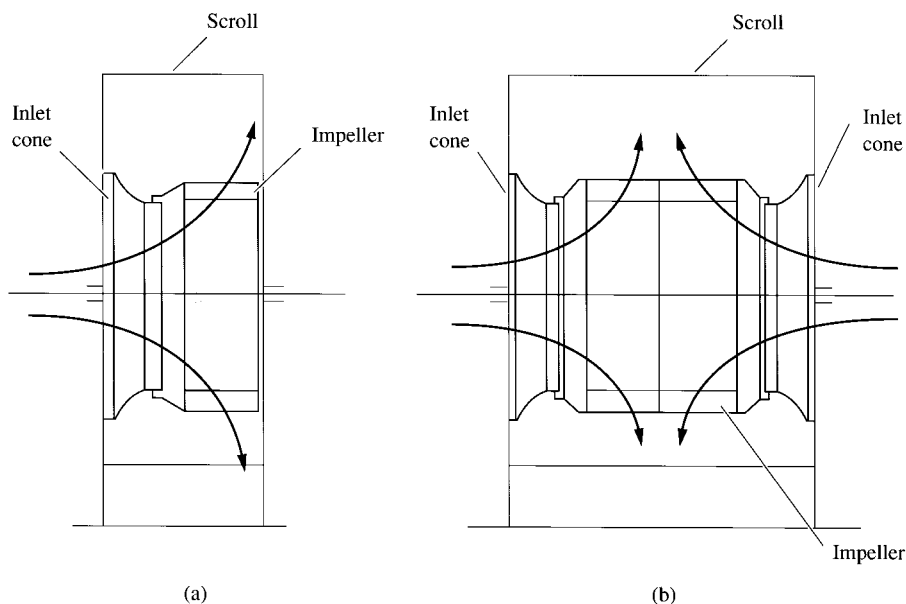 Scroll
Inlet
cone
Impeller
(a)
Scroll
Inlet
cone
Inlet
cone
Impeller
(b)